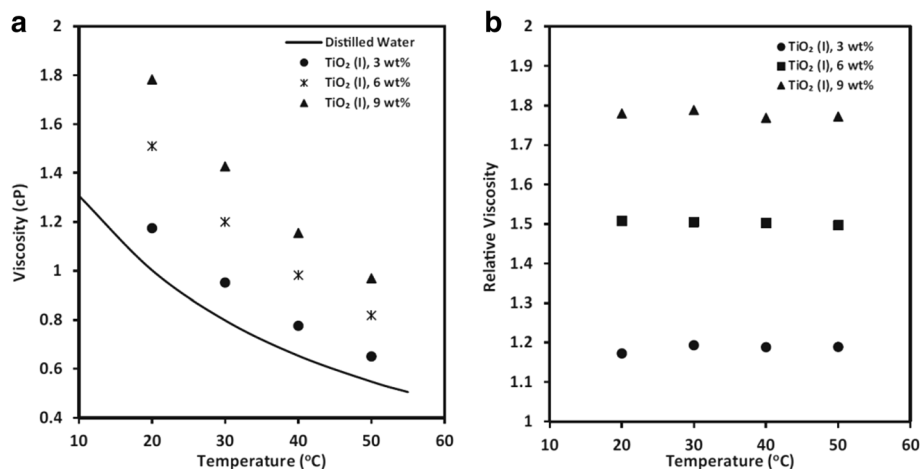 a
2
1.8
1.6
1.4
1.2
1
0.8
0.6
0.4
Viscosity (cP)
Distilled Water
TiO₂ (I), 3 wt%
TiO₂ (I), 6 wt%
TiO₂ (I), 9 wt%
10 20 30 40 50 60
Temperature (°C)
b
2
1.9
1.8
1.7
1.6
1.5
1.4
1.3
1.2
1.1
1
Relative Viscosity
TiO₂ (I), 3 wt%
TiO₂ (I), 6 wt%
TiO₂ (I), 9 wt%
10 20 30 40 50 60
Temperature (°C)